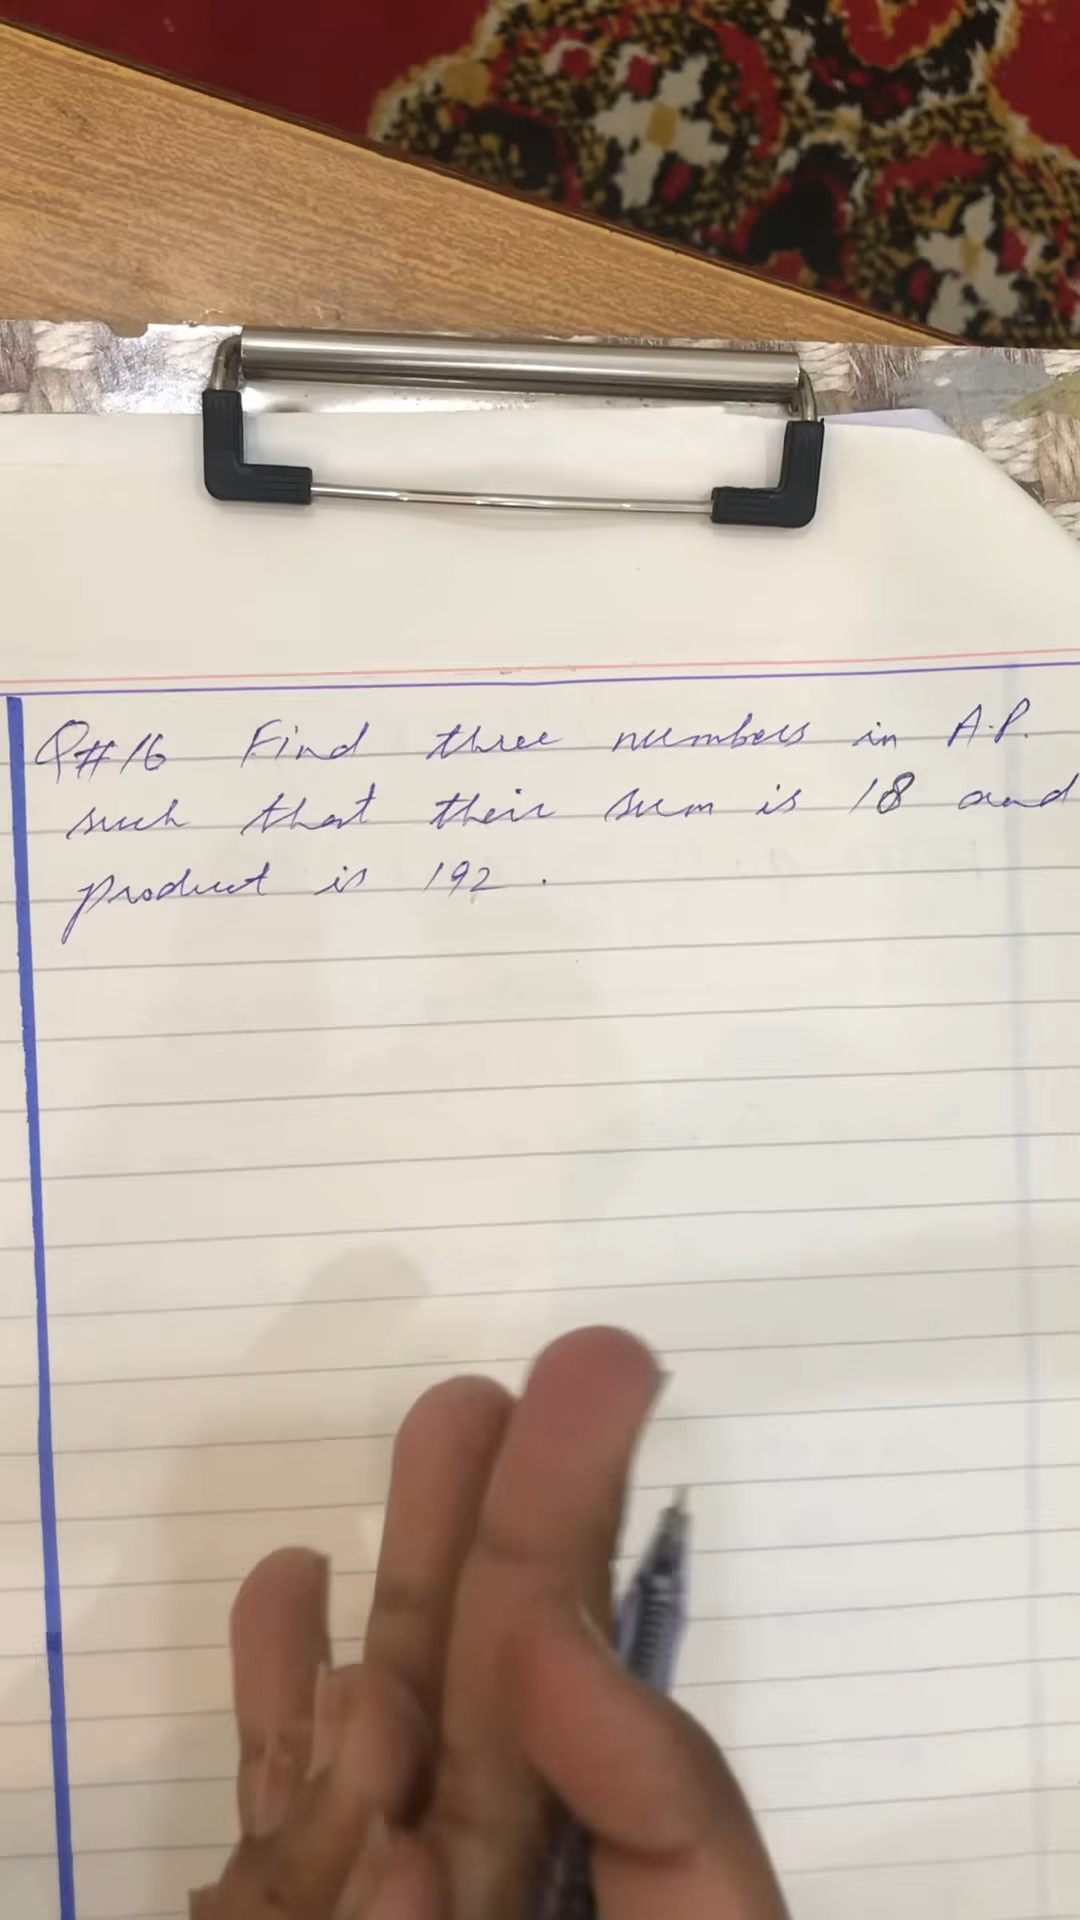 Q#16 Find three numbers in A.P.
such that their sum is 18 and
product is 192.